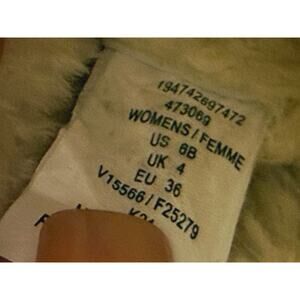 194742697472
473069
WOMENS / FEMME
US 6B
UK 4
EU 36
V15566 / F25279